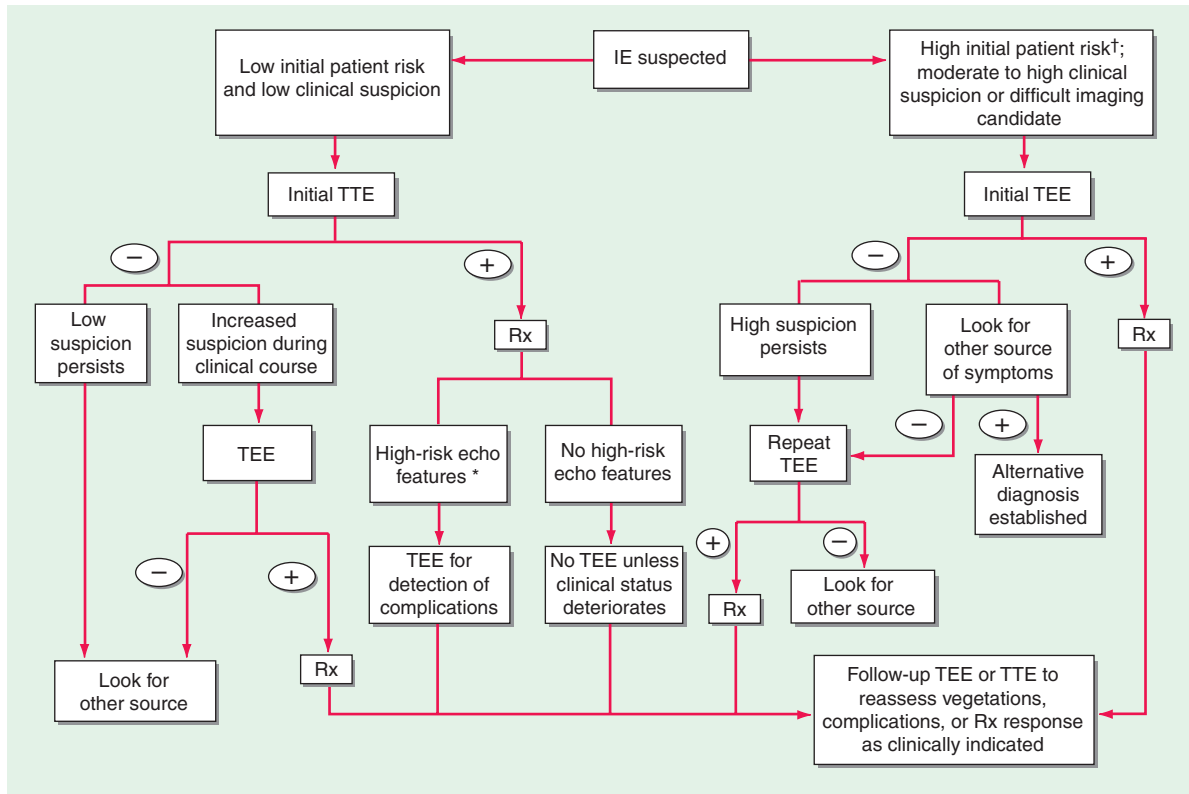 IE suspected
Low initial patient risk
and low clinical suspicion
High initial patient risk†;
moderate to high clinical
suspicion or difficult imaging
candidate
Initial TTE
Initial TEE
−
+
−
+
Low
suspicion
persists
Increased
suspicion during
clinical course
Rx
High suspicion
persists
Look for
other source
of symptoms
Rx
TEE
High-risk echo
features *
No high-risk
echo features
−
+
Repeat
TEE
Alternative
diagnosis
established
−
+
TEE for
detection of
complications
No TEE unless
clinical status
deteriorates
+
−
Rx
Look for
other source
Look for
other source
Rx
Follow-up TEE or TTE to
reassess vegetations,
complications, or Rx response
as clinically indicated